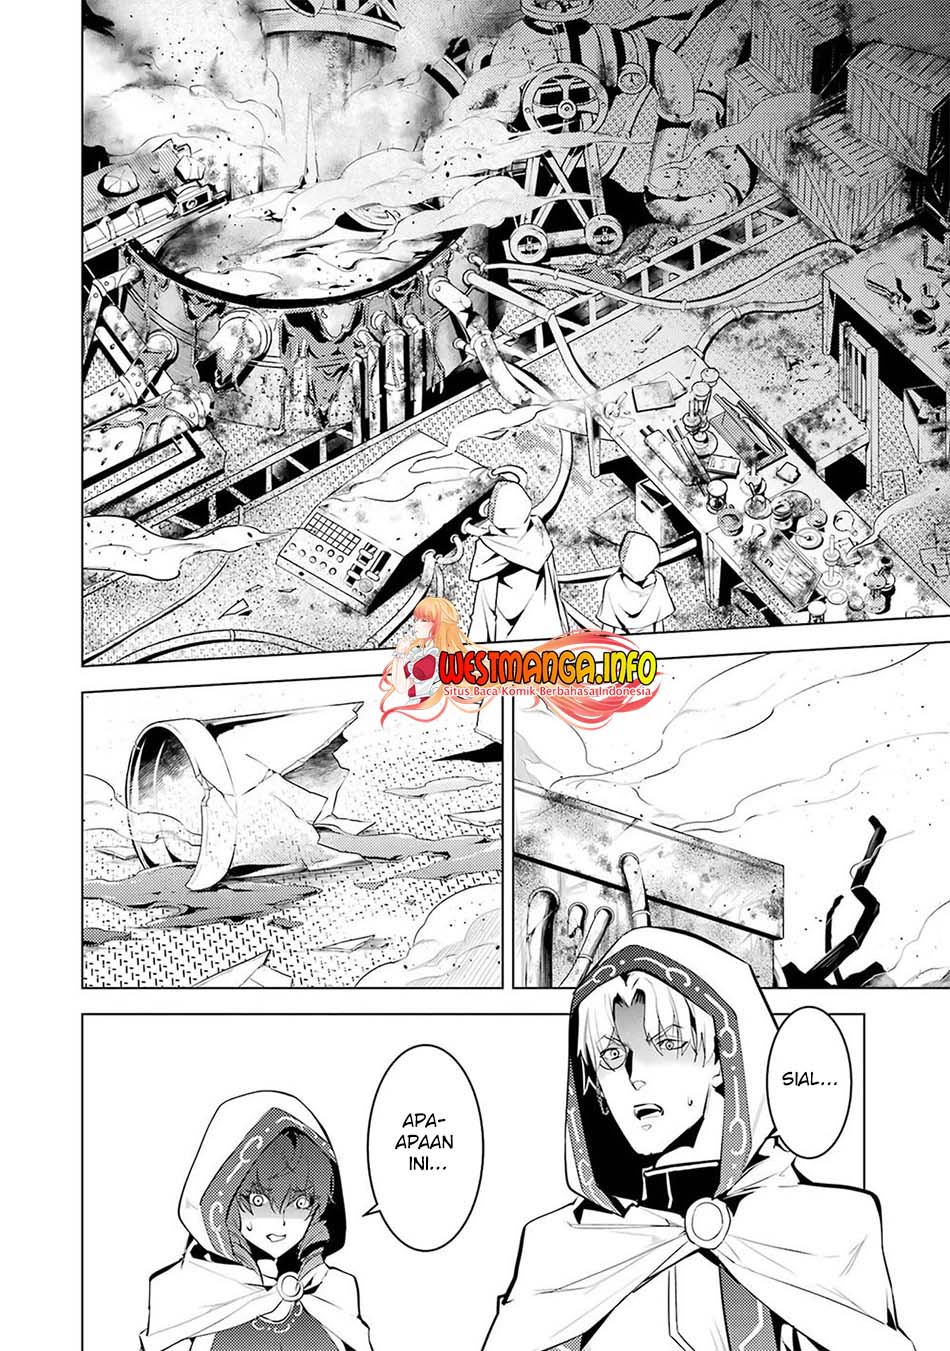 WESTMANGA.INFO
Situs Baca Komik Berbahasa Indonesia
SIAL...
APA-
APAAN
INI...